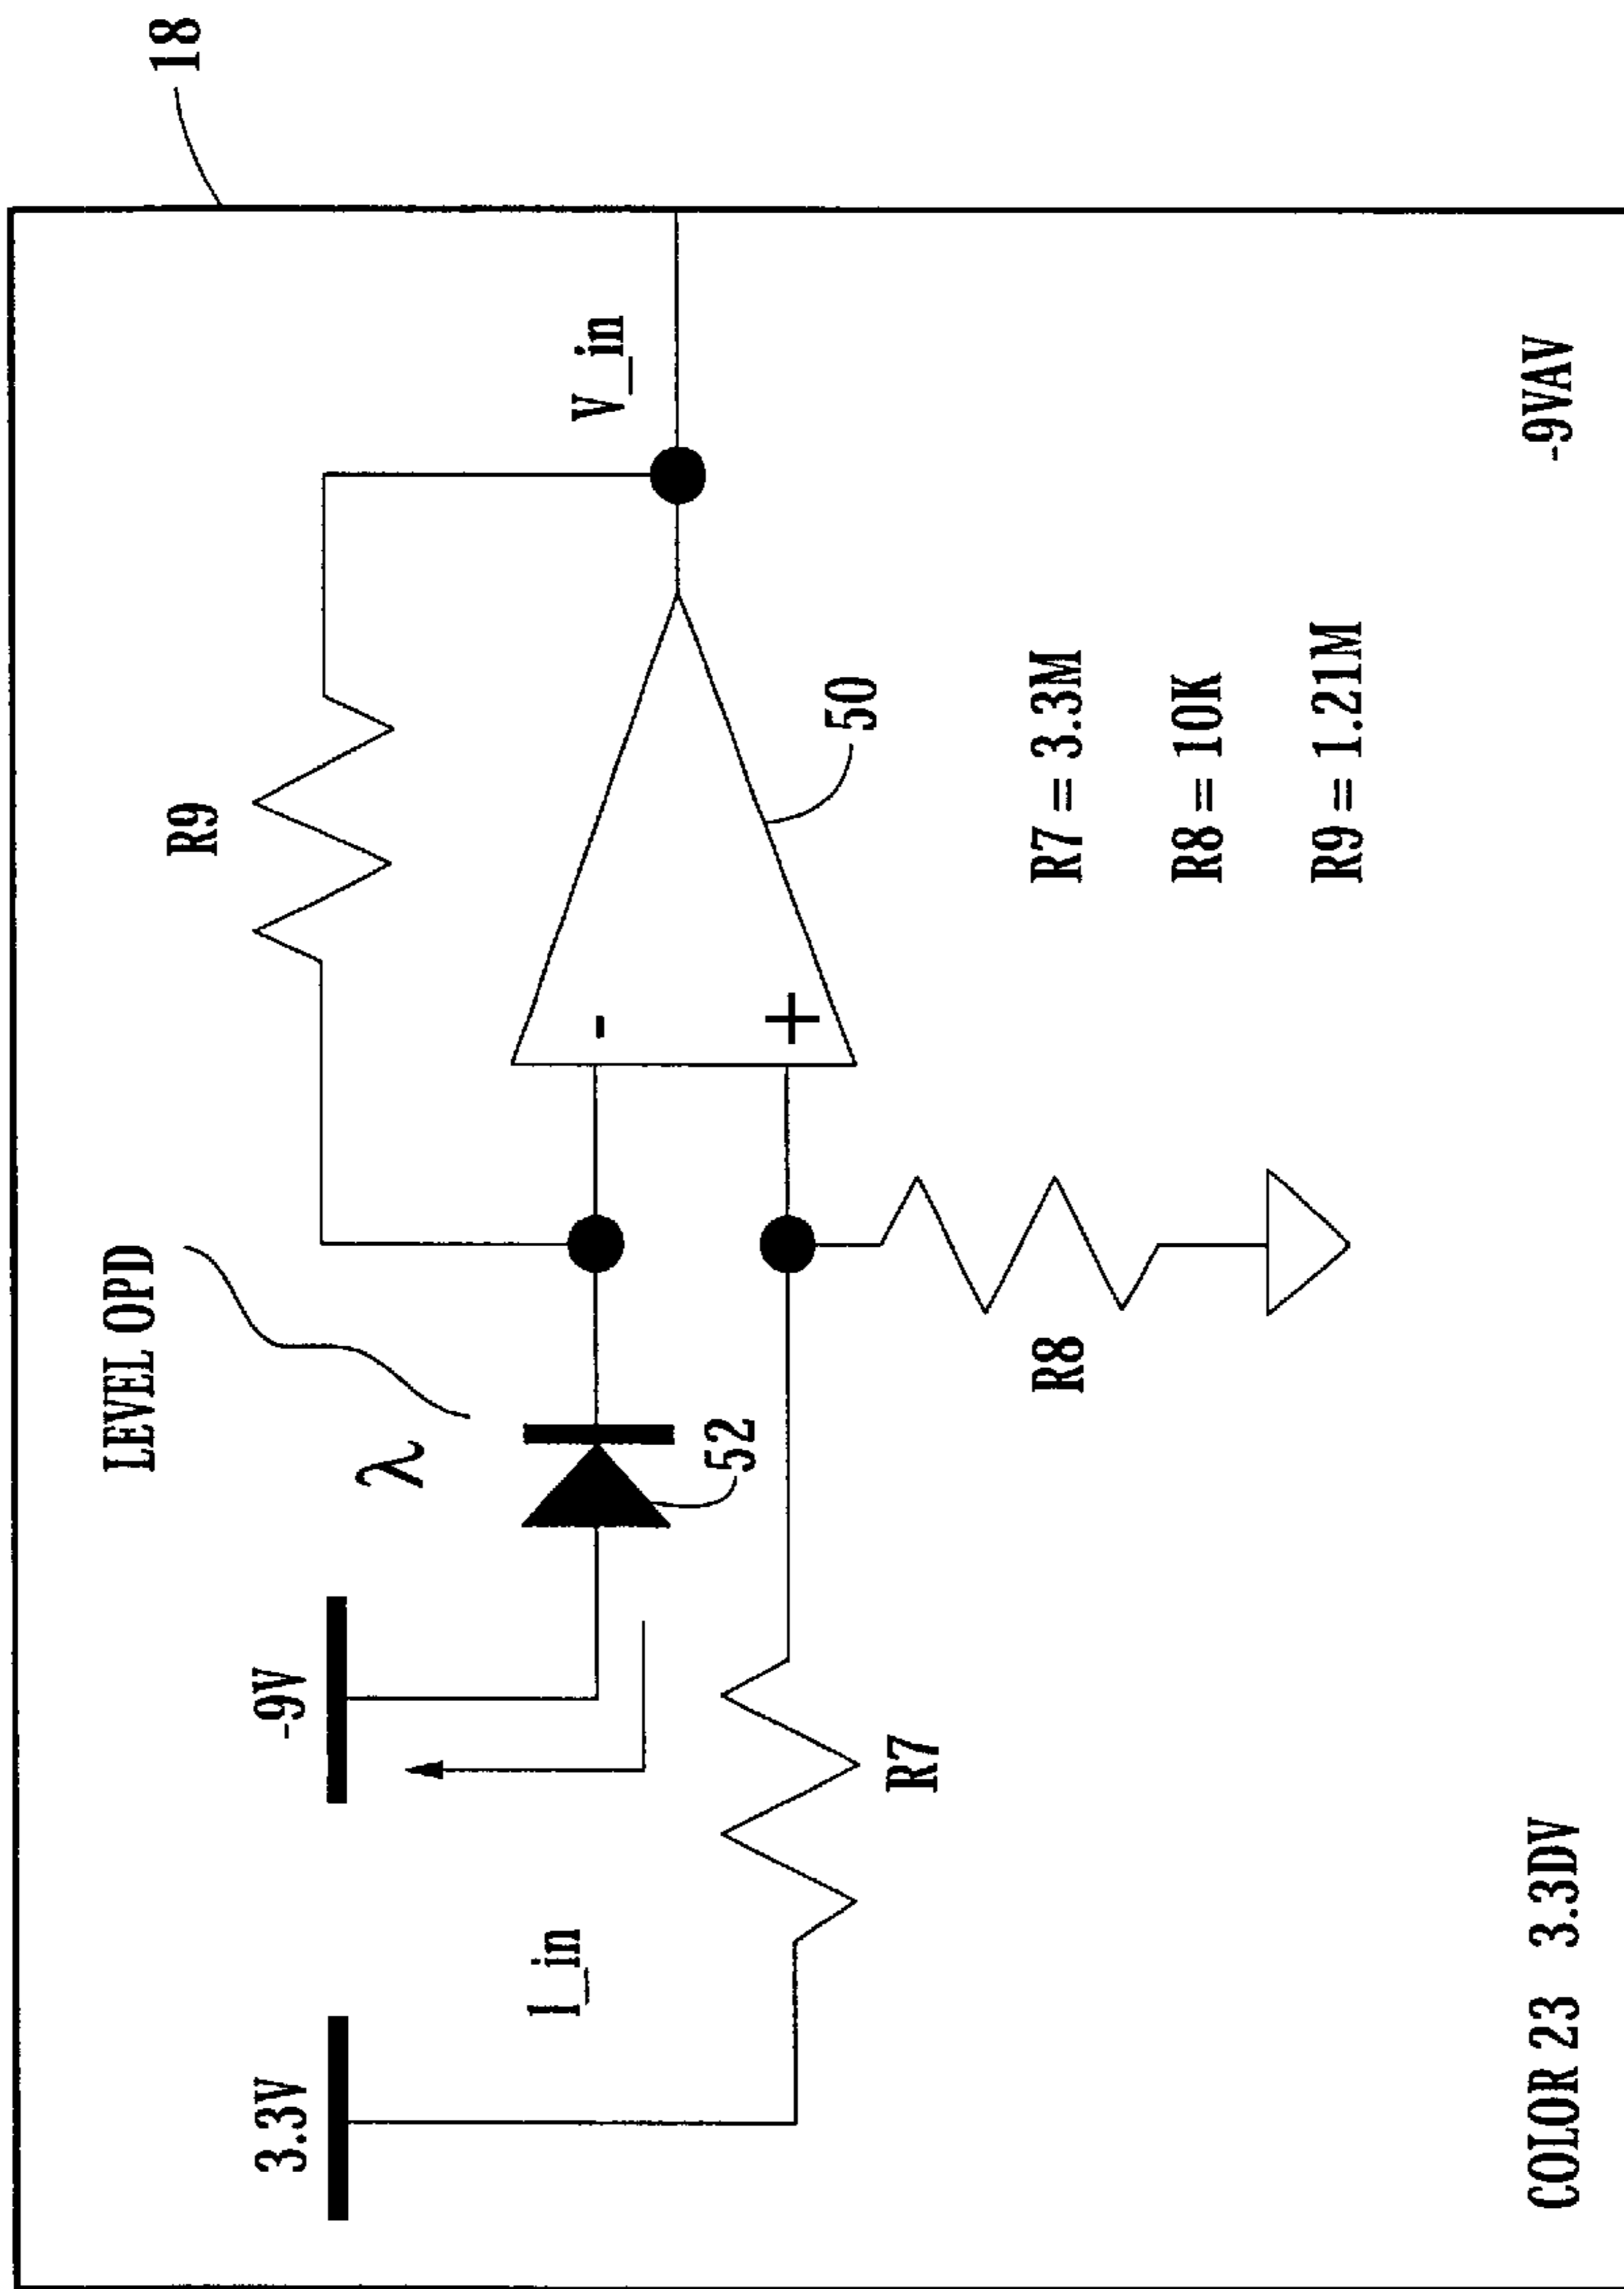 18
LEVEL OPD
R9
λ
-9V
3.3V
I_in
V_in
-
+
50
52
R7
R8
R7 = 3.3M
R8 = 10K
R9 = 1.21M
COLOR 23 3.3DV
-9VAV